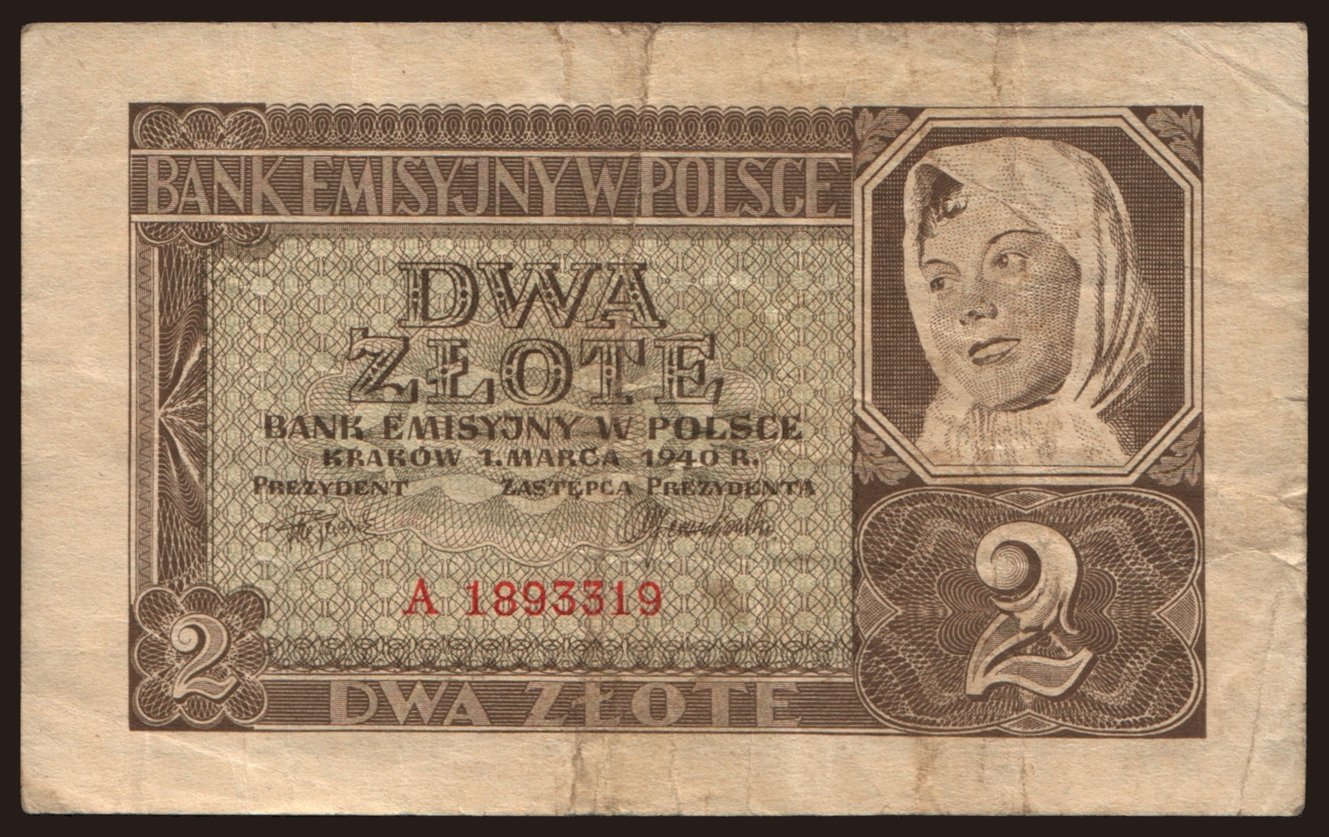 BANK EMISYJNY W POLSCE
DWA
ZŁOTE
BANK EMISYJNY W POLSCE
KRAKÓW 1. MARCA 1940 R.
PREZYDENT ZASTĘPCA PREZYDENTA
A 1893319
2
DWA ZŁOTE
2